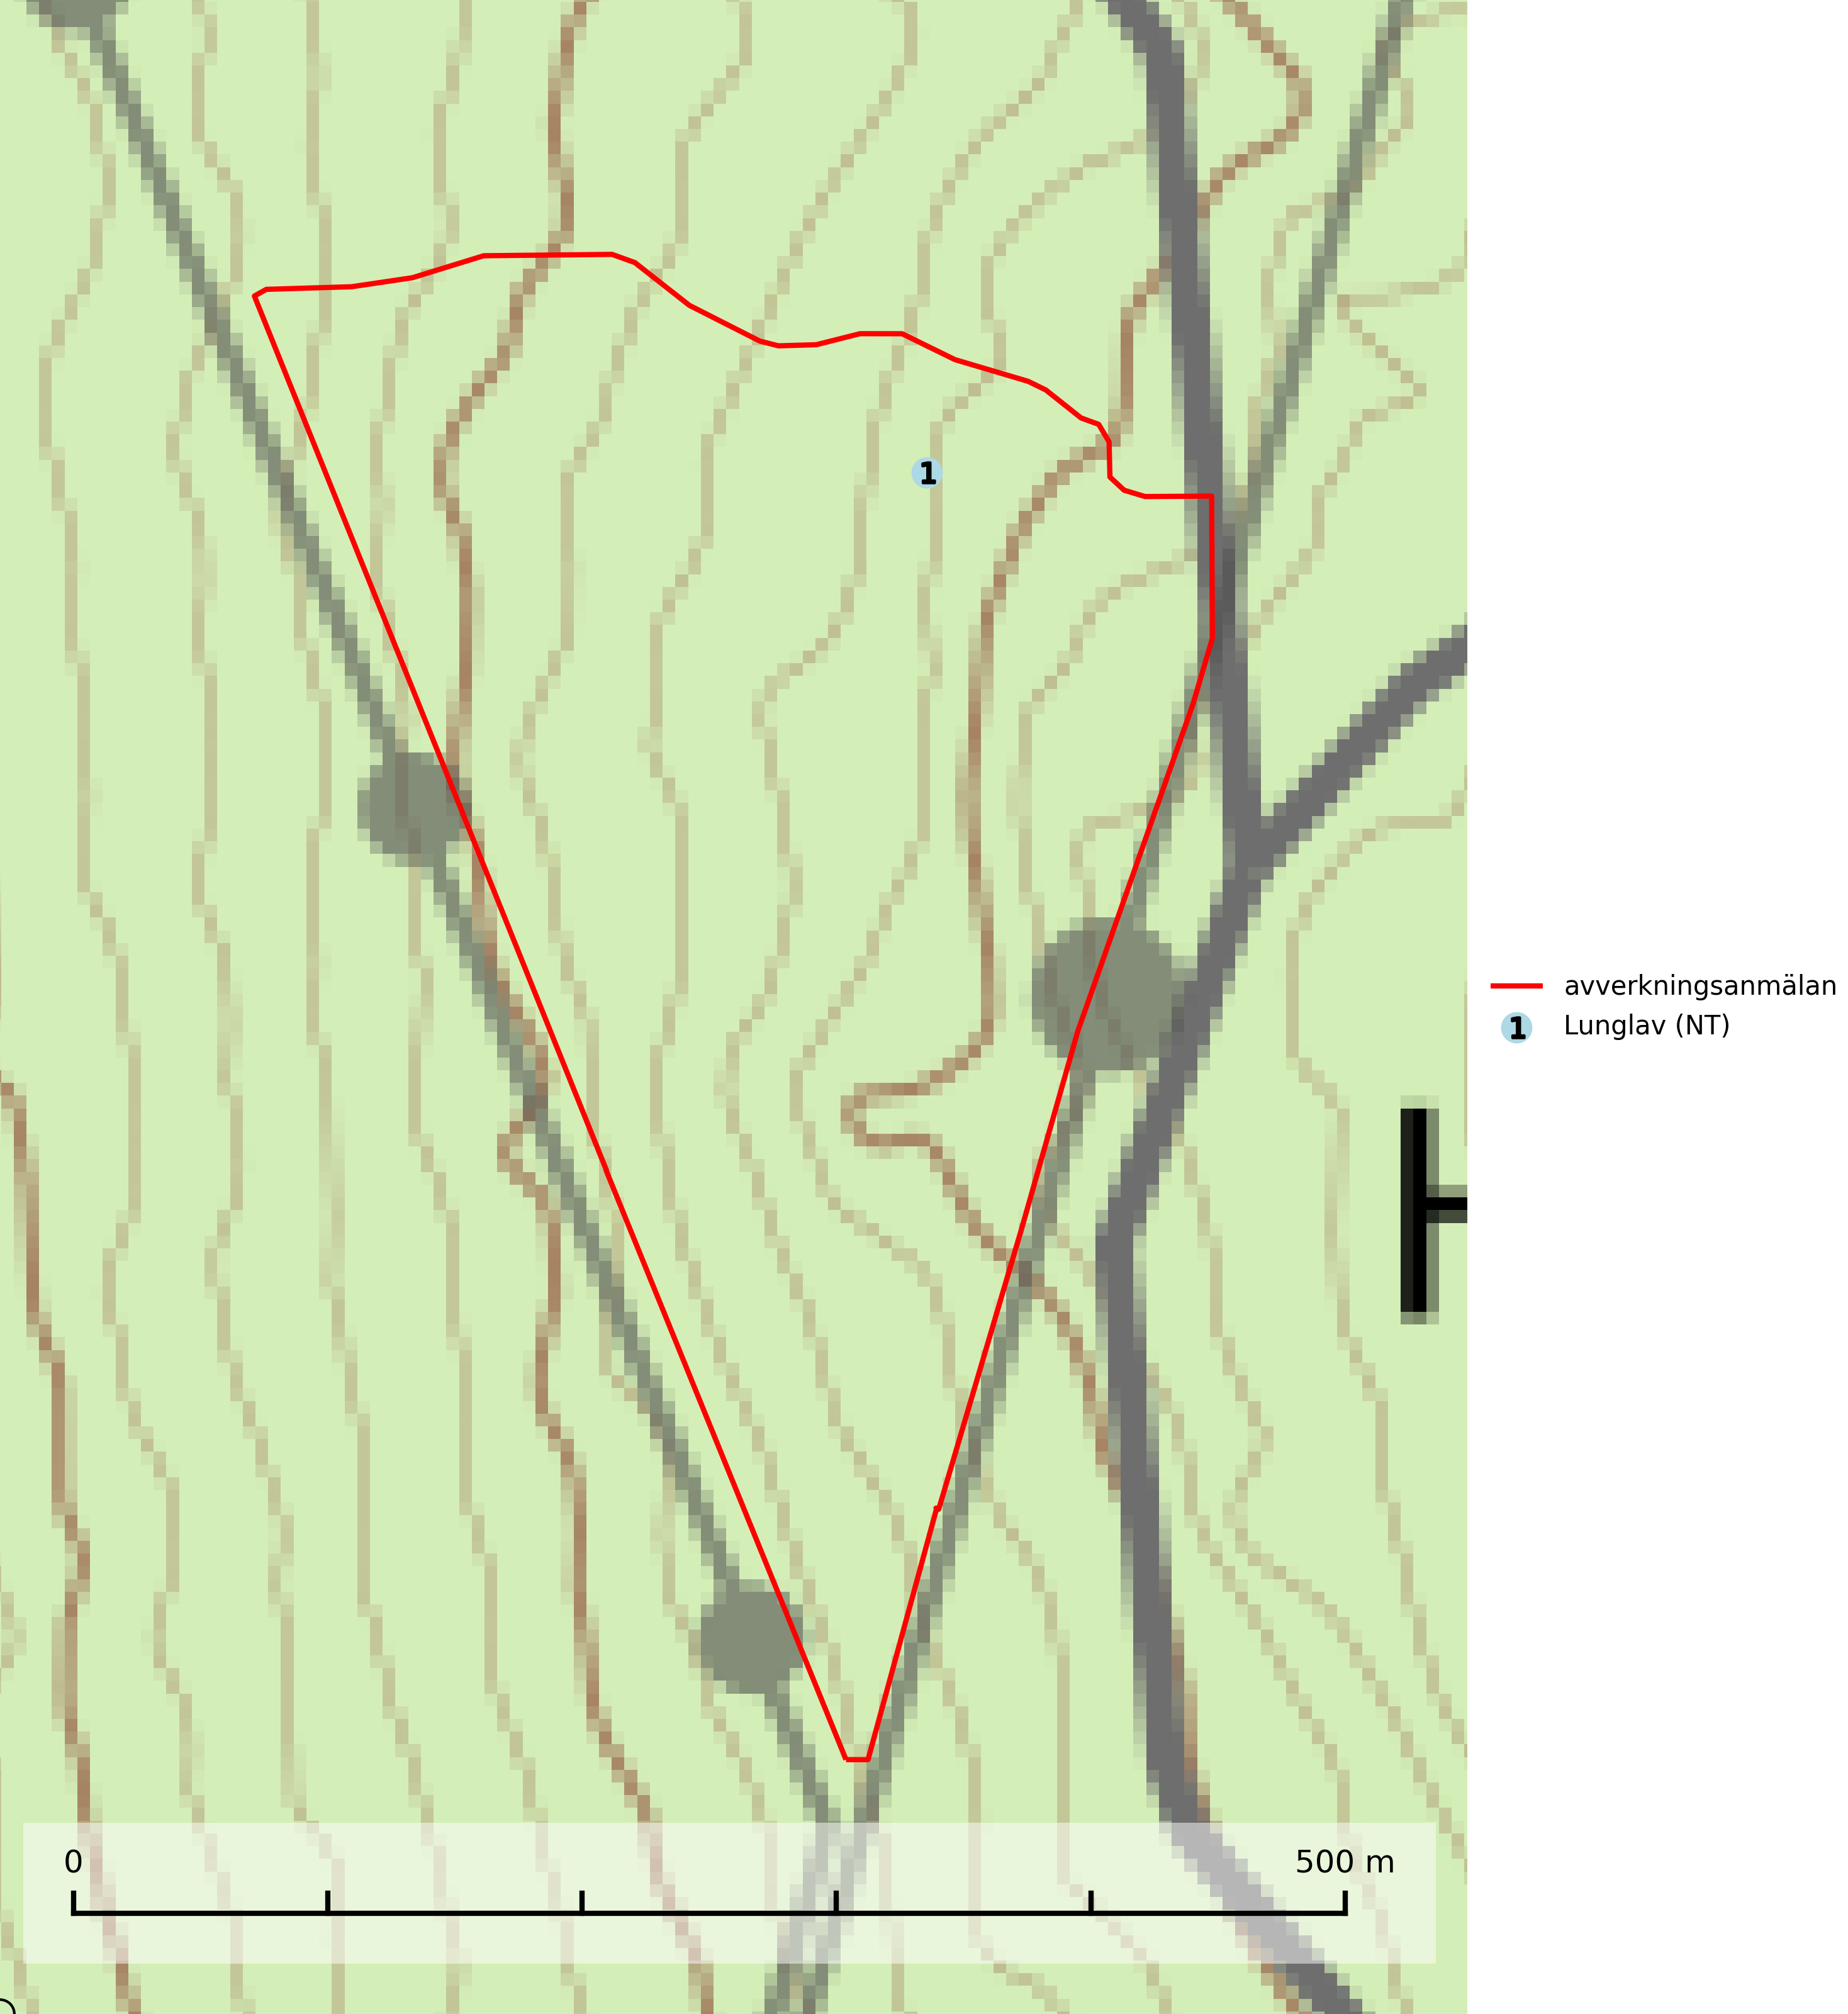 1
avverkningsanmälan
1 Lunglav (NT)
0 500 m